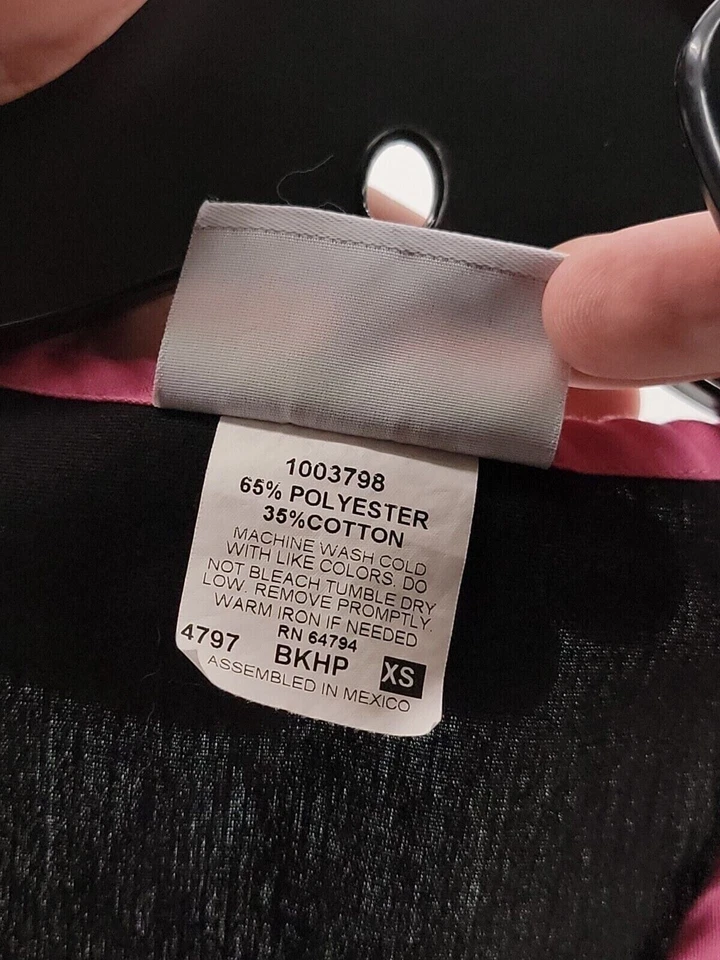 1003798
65% POLYESTER
35%COTTON
MACHINE WASH COLD
WITH LIKE COLORS. DO
NOT BLEACH TUMBLE DRY
LOW. REMOVE PROMPTLY.
WARM IRON IF NEEDED
RN 64794
4797 BKHP XS
ASSEMBLED IN MEXICO